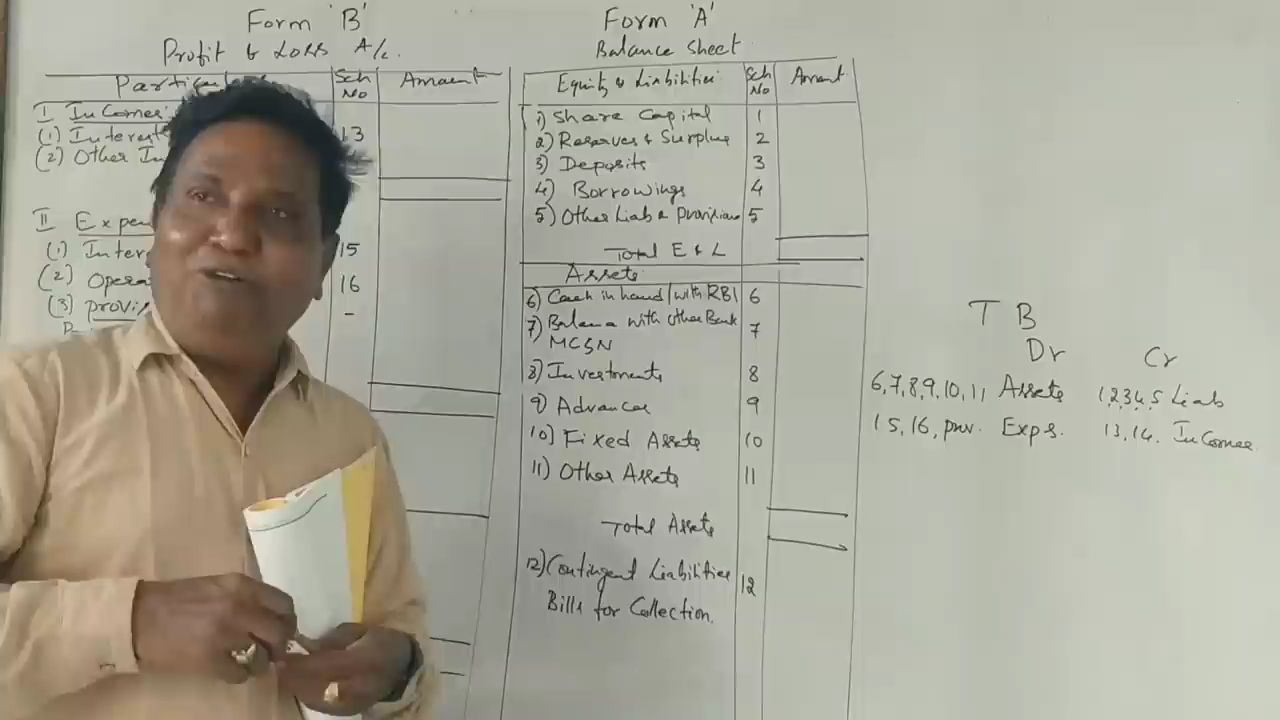 Form 'B'
Profit & Loss A/c.
Sch No
Amount
I Incomes
(1) Interest 13
(2) Other In
II Expen
(1) Inter 15
(2) Opera 16
(3) provi -
Form 'A'
Balance Sheet
Equity & Liabilities
Sch No
Amount
1) Share Capital 1
2) Reserves & Surplus 2
3) Deposits 3
4) Borrowings 4
5) Other Liab & Provisions 5
Total E & L
Assets
6) Cash in hand/with RBI 6
7) Balance with other Bank 7
MCSN
8) Investments 8
9) Advances 9
10) Fixed Assets 10
11) Other Assets 11
Total Assets
12) Contingent Liabilities 12
Bills for Collection.
T B
Dr Cr
6,7,8,9,10,11 Assets 1,2,3,4,5 Liab
15,16, prv. Exps. 13,14. Incomes